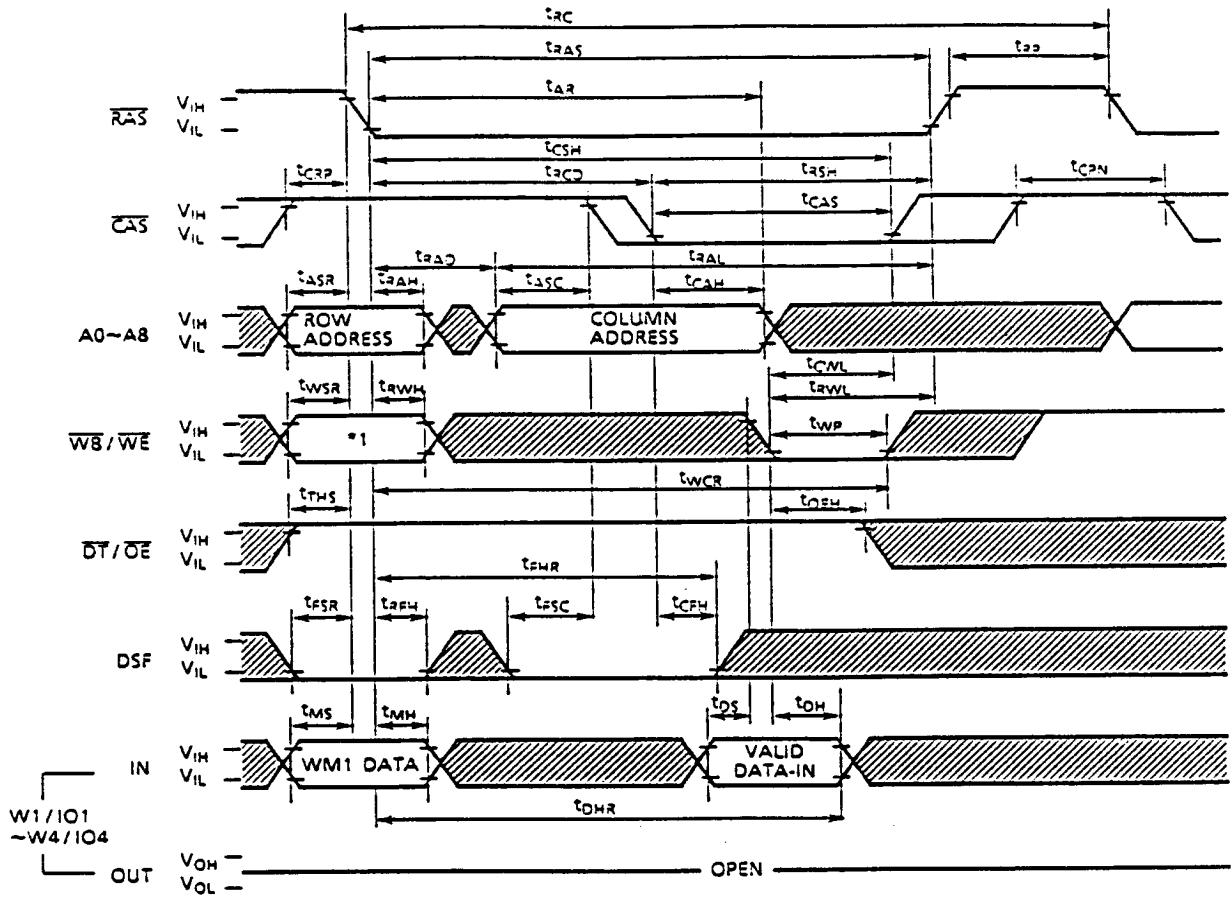 tRC
tRAS
tRP
tAR
RAS
VIH
VIL
tCSH
tCRP
tRCD
tRSH
tCPN
CAS
VIH
VIL
tCAS
tRAD
tRAL
tASR
tRAH
tASC
tCAH
A0~A8
VIH
VIL
ROW
ADDRESS
COLUMN
ADDRESS
tCWL
tWSR
tRWH
tRWL
WB/WE
VIH
VIL
*1
tWP
tWCR
tTHS
tOEH
DT/OE
VIH
VIL
tFHR
tFSR
tRFH
tFSC
tCFH
DSF
VIH
VIL
tMS
tMH
tDS
tDH
IN
VIH
VIL
WM1 DATA
VALID
DATA-IN
tDHR
W1/IO1
~W4/IO4
OUT
VOH
VOL
OPEN